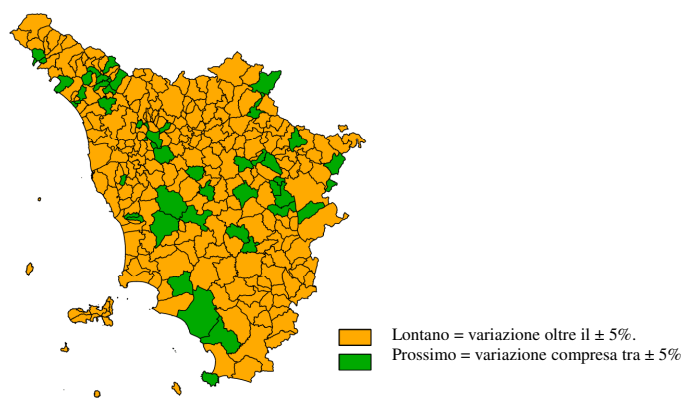 Lontano = variazione oltre il ± 5%.
Prossimo = variazione compresa tra ± 5%